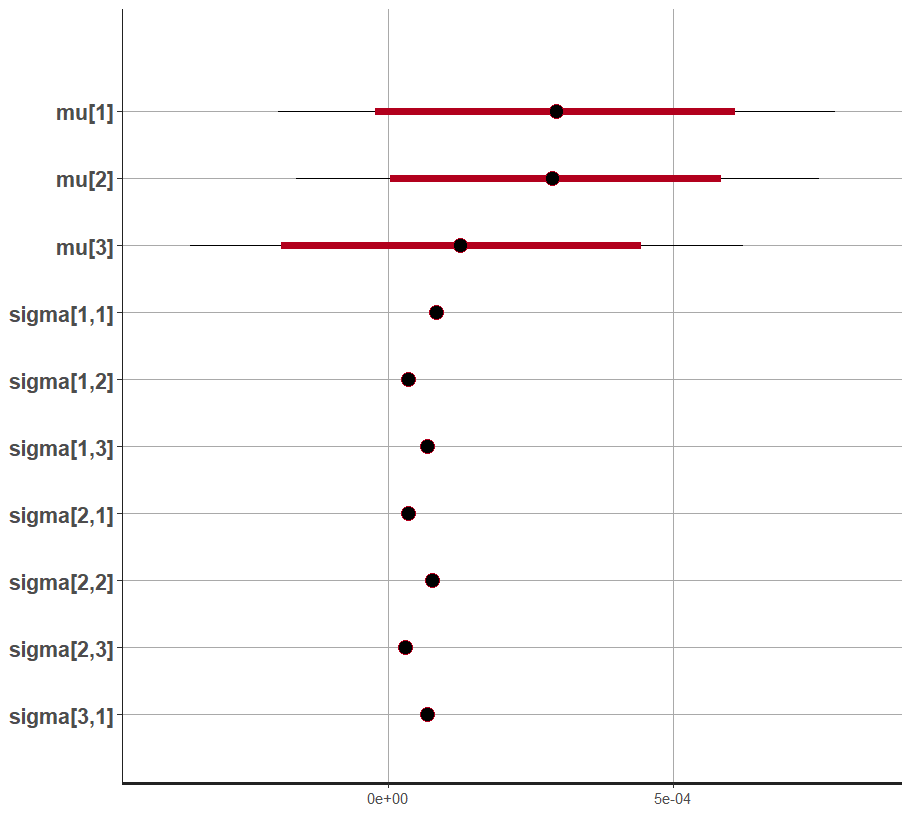 mu[1]
mu[2]
mu[3]
sigma[1,1]
sigma[1,2]
sigma[1,3]
sigma[2,1]
sigma[2,2]
sigma[2,3]
sigma[3,1]
0e+00 5e-04